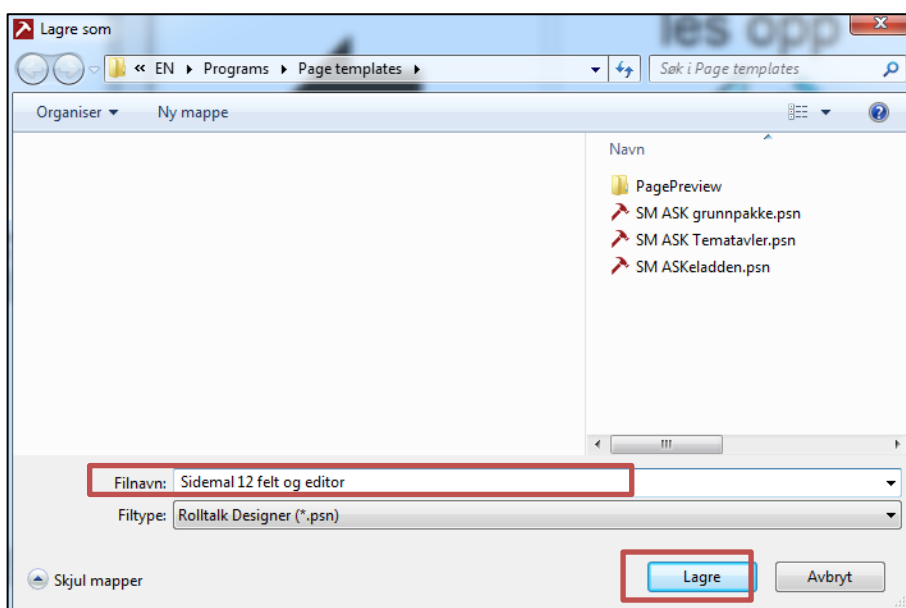 Lagre som
les opp
« EN Programs Page templates
Søk i Page templates
Organiser
Ny mappe
Navn
PagePreview
SM ASK grunnpakke.psn
SM ASK Tematavler.psn
SM ASKeladden.psn
Filnavn: Sidemal 12 felt og editor
Filtype: Rolltalk Designer (*.psn)
Skjul mapper
Lagre
Avbryt